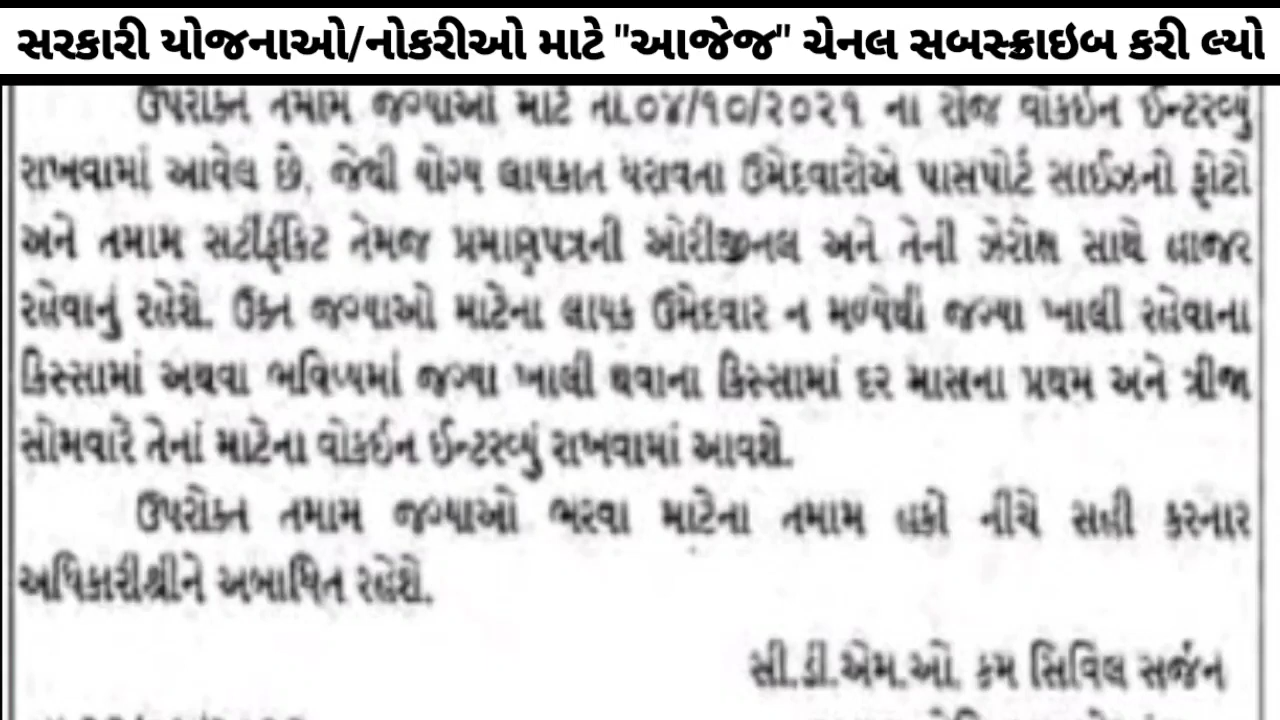 સરકારી યોજનાઓ/નોકરીઓ માટે "આજેજ" ચેનલ સબસ્ક્રાઇબ કરી લ્યો
ઉપરોક્ત તમામ જગ્યાઓ માટે તા.૦૪/૧૦/૨૦૨૧ ના રોજ વોકઈન ઈન્ટરવ્યું
રાખવામાં આવેલ છે. જેથી યોગ્ય લાયકાત ધરાવતા ઉમેદવારોએ પાસપોર્ટ સાઈઝનો ફોટો
અને તમામ સર્ટીફીકેટ તેમજ પ્રમાણપત્રની ઓરીજીનલ અને તેની ઝેરોક્ષ સાથે હાજર
રહેવાનું રહેશે. ઉક્ત જગ્યાઓ માટેના લાયક ઉમેદવાર ન મળ્યેથી જગ્યા ખાલી રહેવાના
કિસ્સામાં અથવા ભવિષ્યમાં જગ્યા ખાલી થવાના કિસ્સામાં દર માસના પ્રથમ અને ત્રીજા
સોમવારે તેનાં માટેના વોકઈન ઈન્ટરવ્યું રાખવામાં આવશે.
ઉપરોક્ત તમામ જગ્યાઓ ભરવા માટેના તમામ હકો નીચે સહી કરનાર
અધિકારીશ્રીને અબાધિત રહેશે.
સી.ડી.એમ.ઓ. કમ સિવિલ સર્જન